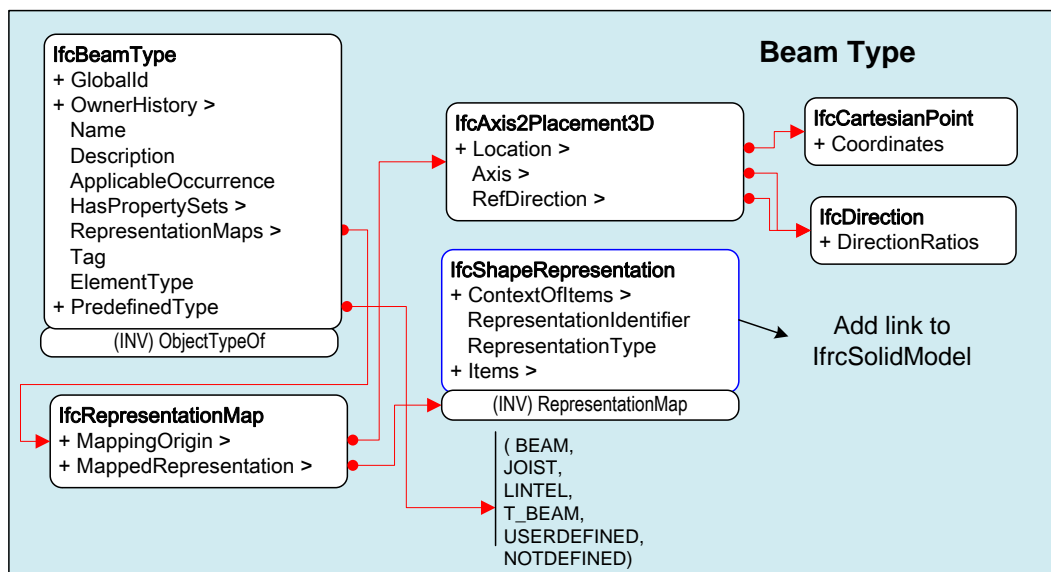 Beam Type
IfcBeamType
+ GlobalId
+ OwnerHistory >
Name
Description
ApplicableOccurrence
HasPropertySets >
RepresentationMaps >
Tag
ElementType
+ PredefinedType
(INV) ObjectTypeOf
IfcAxis2Placement3D
+ Location >
Axis >
RefDirection >
IfcCartesianPoint
+ Coordinates
IfcDirection
+ DirectionRatios
IfcShapeRepresentation
+ ContextOfItems >
RepresentationIdentifier
RepresentationType
+ Items >
(INV) RepresentationMap
Add link to
IfrcSolidModel
IfcRepresentationMap
+ MappingOrigin >
+ MappedRepresentation >
( BEAM,
JOIST,
LINTEL,
T_BEAM,
USERDEFINED,
NOTDEFINED)